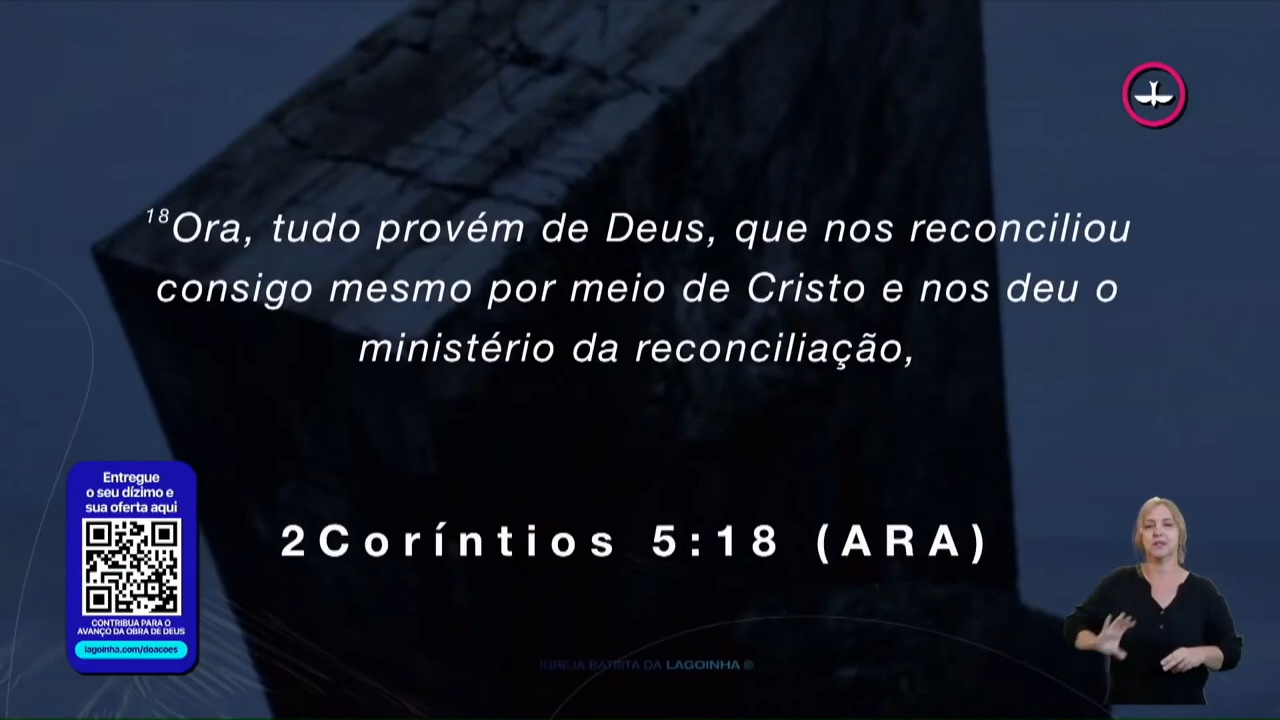 ¹⁸Ora, tudo provém de Deus, que nos reconciliou
consigo mesmo por meio de Cristo e nos deu o
ministério da reconciliação,
2Coríntios 5:18 (ARA)
Entregue
o seu dízimo e
sua oferta aqui
CONTRIBUA PARA O
AVANÇO DA OBRA DE DEUS
lagoinha.com/doacoes
IGREJA BATISTA DA LAGOINHA ®